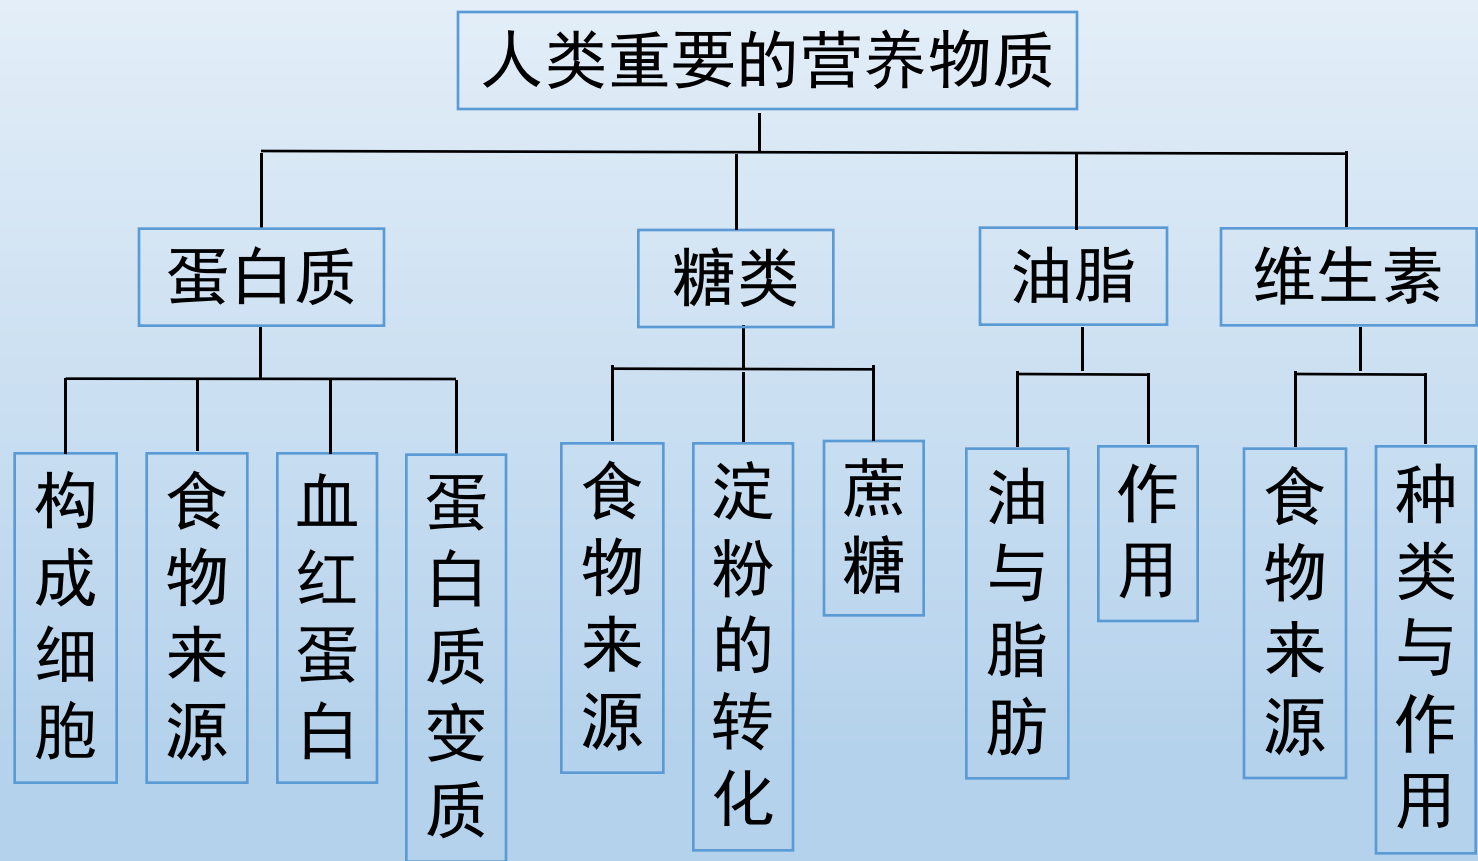 人类重要的营养物质
蛋白质
糖类
油脂
维生素
构成细胞
食物来源
血红蛋白
蛋白质变质
食物来源
淀粉的转化
蔗糖
油与脂肪
作用
食物来源
种类与作用